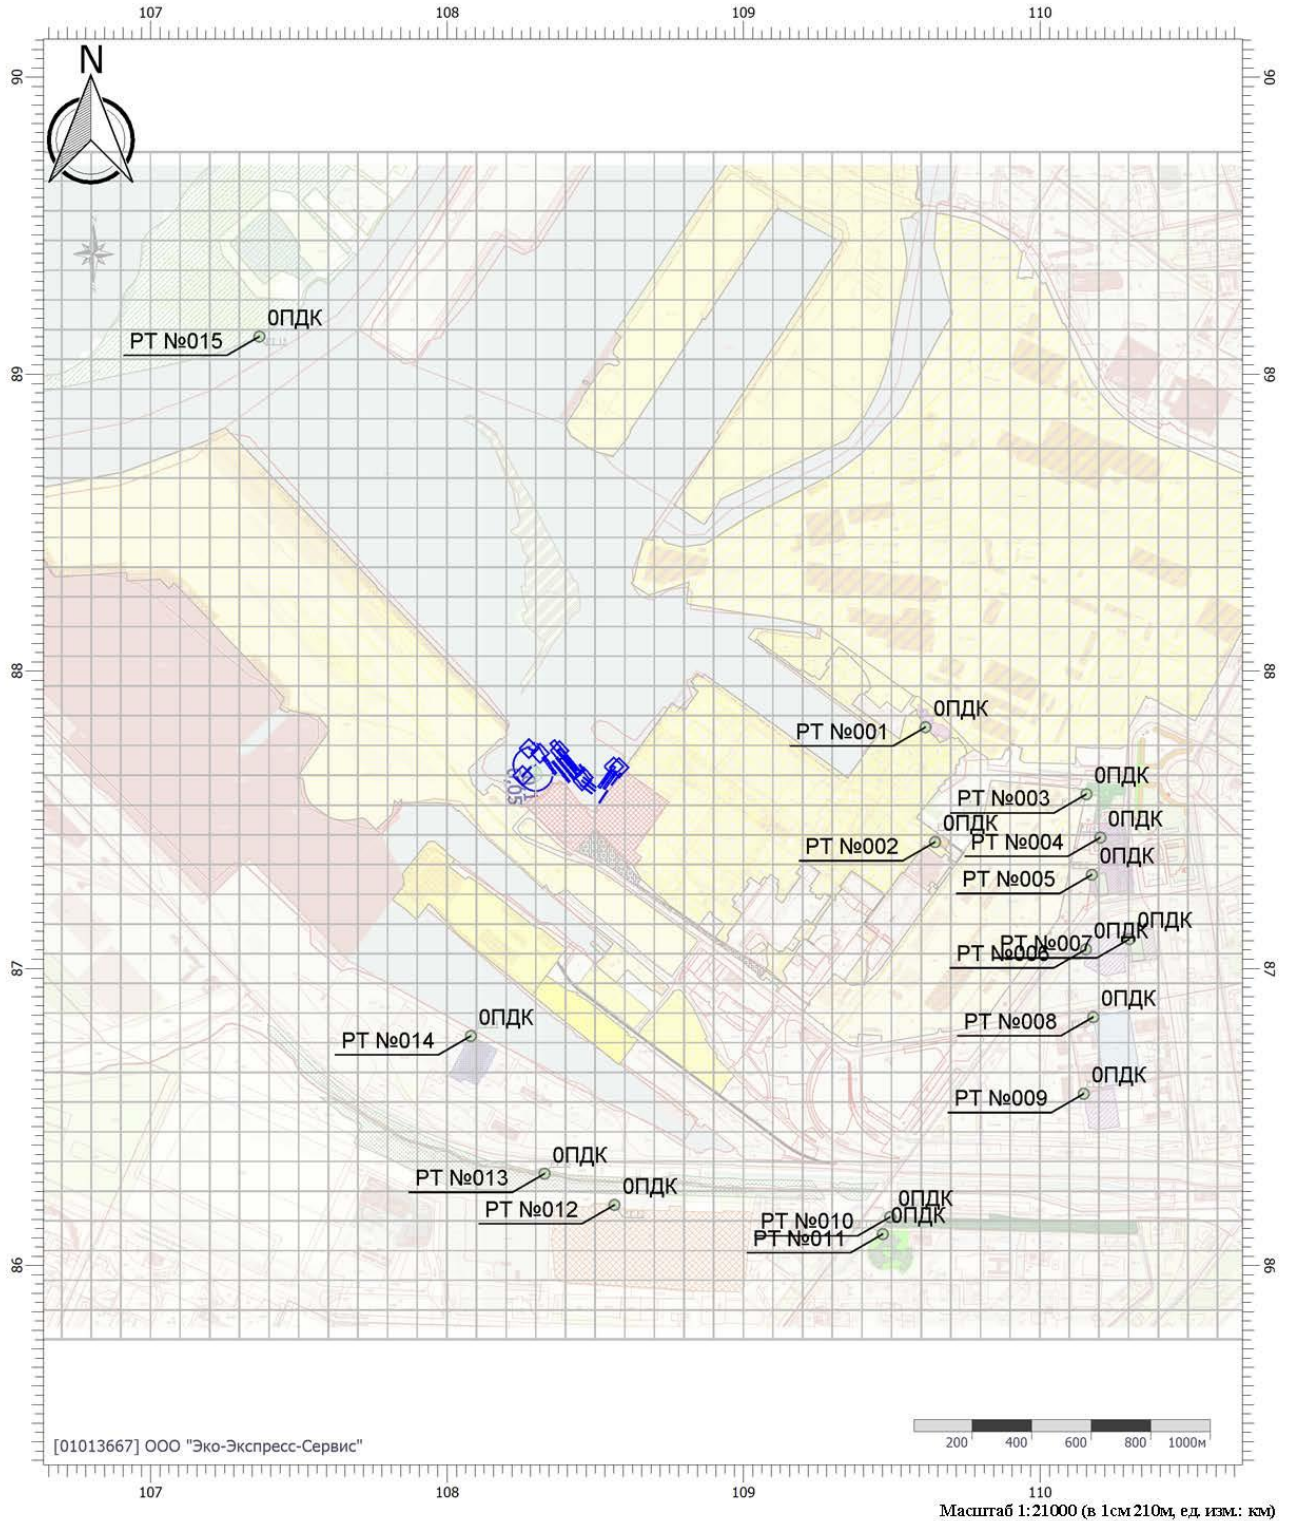 107 108 109 110
N
90 90
0ПДК
РТ №015
89 89
88 88
0ПДК
РТ №001
0ПДК
РТ №003
0,05
0ПДК
0ПДК
РТ №002
РТ №004
0ПДК
РТ №005
0ПДК
0ПДК
РТ №007
РТ №006
87 87
0ПДК
РТ №008
0ПДК
РТ №014
0ПДК
РТ №009
0ПДК
РТ №013
0ПДК
РТ №012
0ПДК
РТ №010
0ПДК
РТ №011
86 86
[01013667] ООО "Эко-Экспресс-Сервис"
200 400 600 800 1000м
107 108 109 110
Масштаб 1:21000 (в 1см 210м, ед. изм.: км)